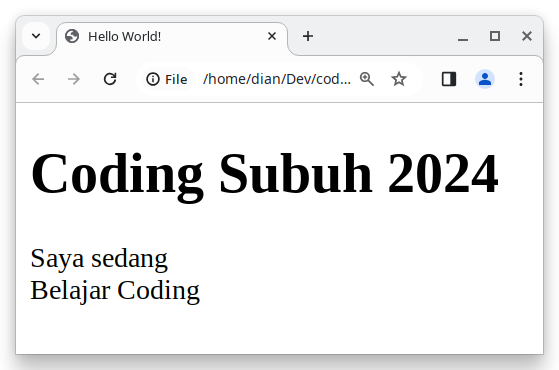 Hello World!
File /home/dian/Dev/cod...
Coding Subuh 2024
Saya sedang
Belajar Coding